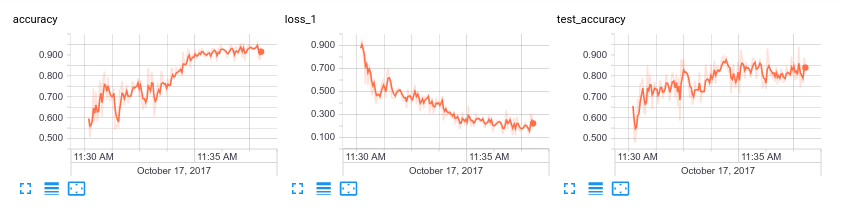 accuracy
0.900
0.800
0.700
0.600
0.500
11:30 AM 11:35 AM
October 17, 2017
loss_1
0.900
0.700
0.500
0.300
0.100
11:30 AM 11:35 AM
October 17, 2017
test_accuracy
0.900
0.800
0.700
0.600
0.500
11:30 AM 11:35 AM
October 17, 2017